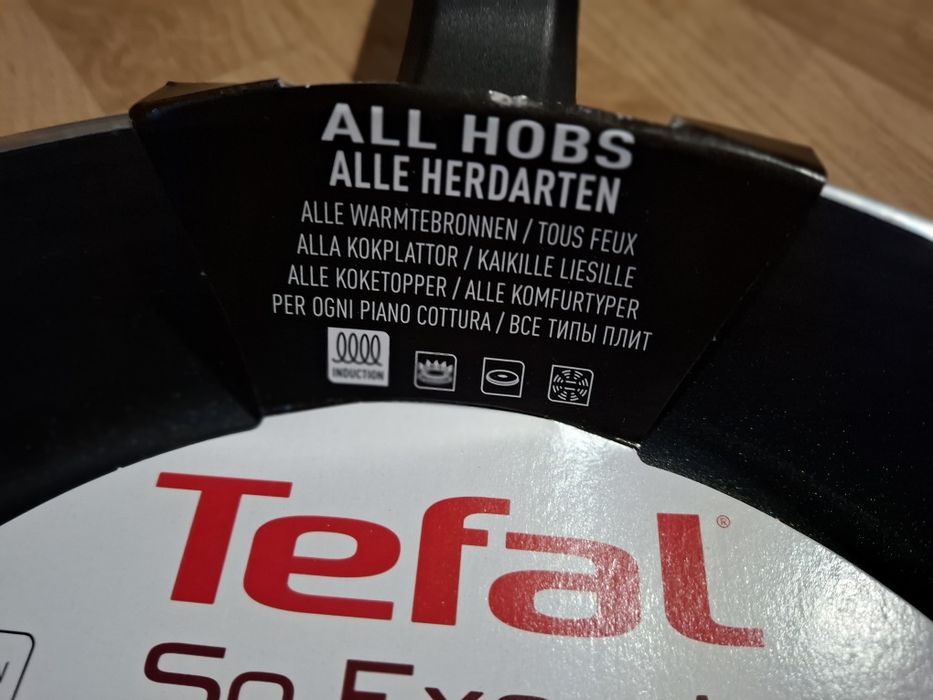 ALL HOBS
ALLE HERDARTEN
ALLE WARMTEBRONNEN / TOUS FEUX
ALLA KOKPLATTOR / KAIKILLE LIESILLE
ALLE KOKETOPPER / ALLE KOMFURTYPER
PER OGNI PIANO COTTURA / ВСЕ ТИПЫ ПЛИТ
INDUCTION
Tefal®
So